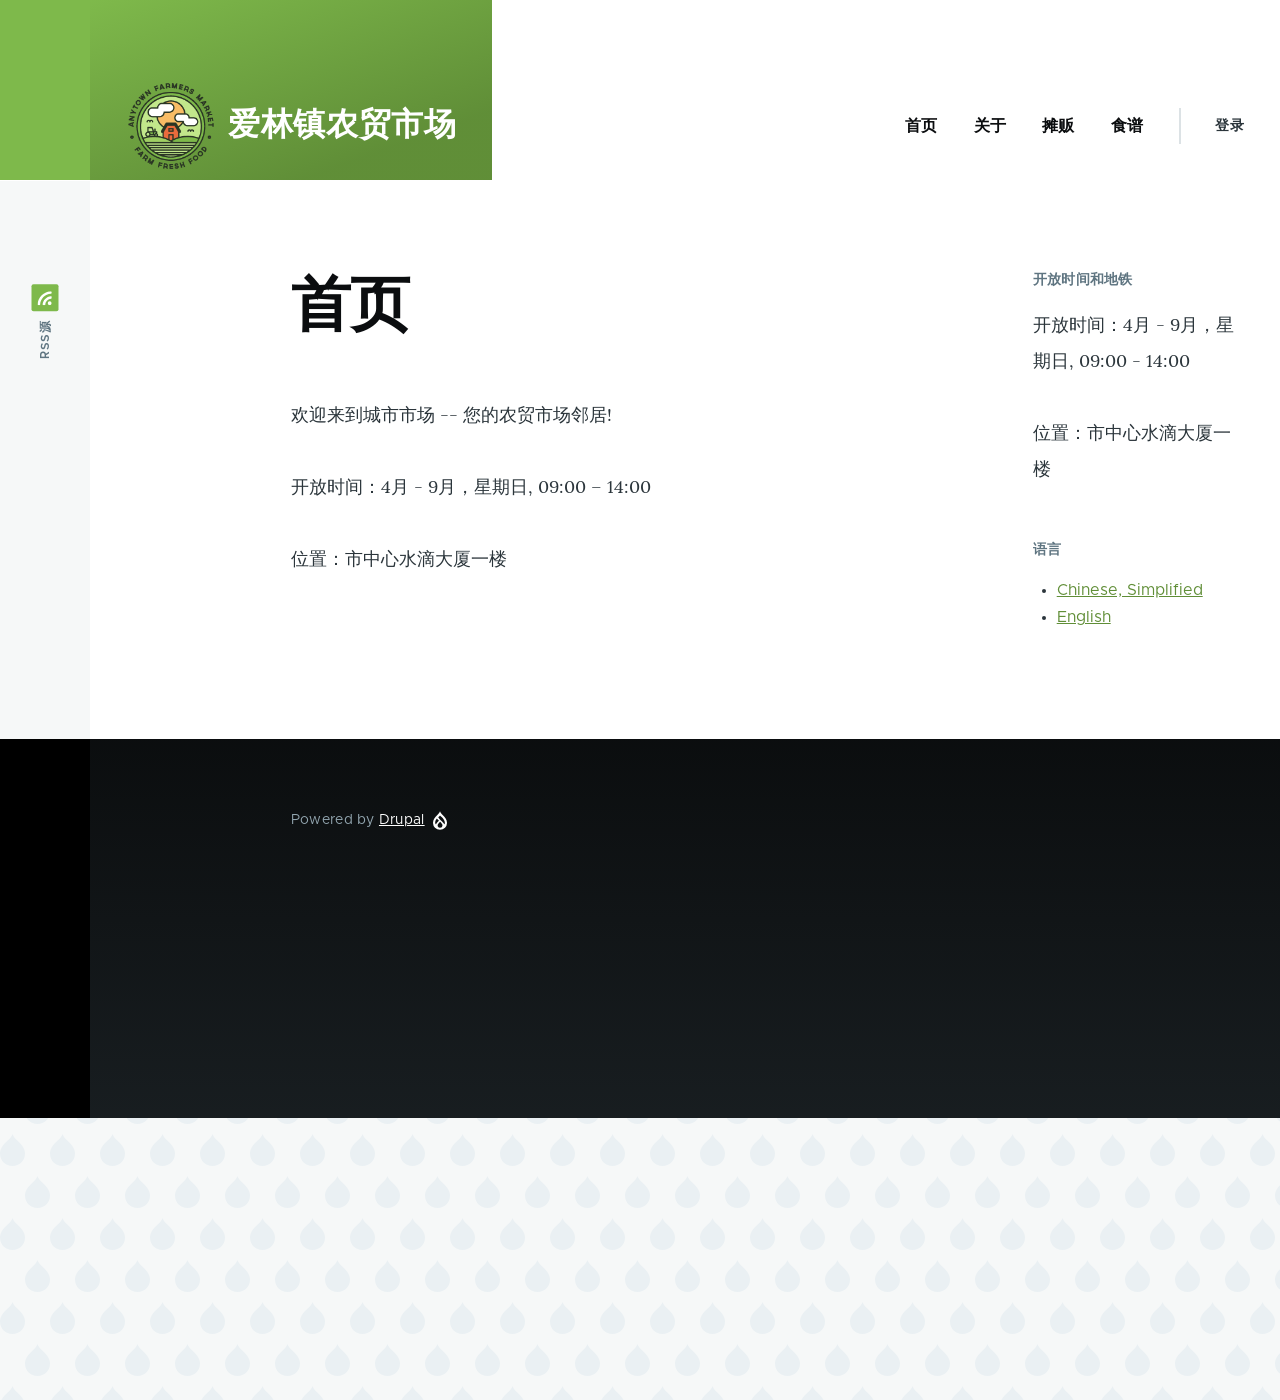 ANYTOWN FARMERS MARKET
FARM FRESH FOOD
爱林镇农贸市场
首页
关于
摊贩
食谱
登录
RSS源
首页
欢迎来到城市市场 -- 您的农贸市场邻居!
开放时间：4月 - 9月，星期日, 09:00 – 14:00
位置：市中心水滴大厦一楼
开放时间和地铁
开放时间：4月 - 9月，星
期日, 09:00 - 14:00
位置：市中心水滴大厦一
楼
语言
Chinese, Simplified
English
Powered by Drupal